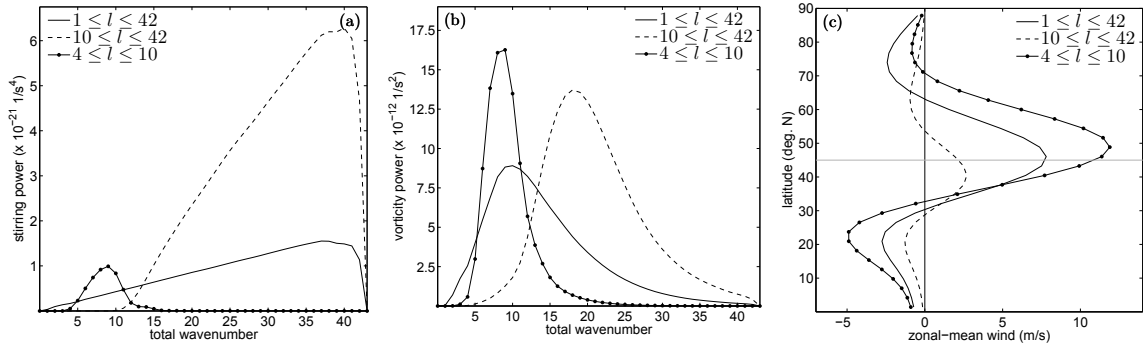 (a)
1 ≤ l ≤ 42
10 ≤ l ≤ 42
4 ≤ l ≤ 10
6
5
4
3
2
1
stirring power (x 10⁻²¹ 1/s⁴)
5 10 15 20 25 30 35 40
total wavenumber
(b)
1 ≤ l ≤ 42
10 ≤ l ≤ 42
4 ≤ l ≤ 10
17.5
15
12.5
10
7.5
5
2.5
vorticity power (x 10⁻¹² 1/s²)
5 10 15 20 25 30 35 40
total wavenumber
(c)
1 ≤ l ≤ 42
10 ≤ l ≤ 42
4 ≤ l ≤ 10
90
80
70
60
50
40
30
20
10
latitude (deg. N)
−5 0 5 10
zonal−mean wind (m/s)